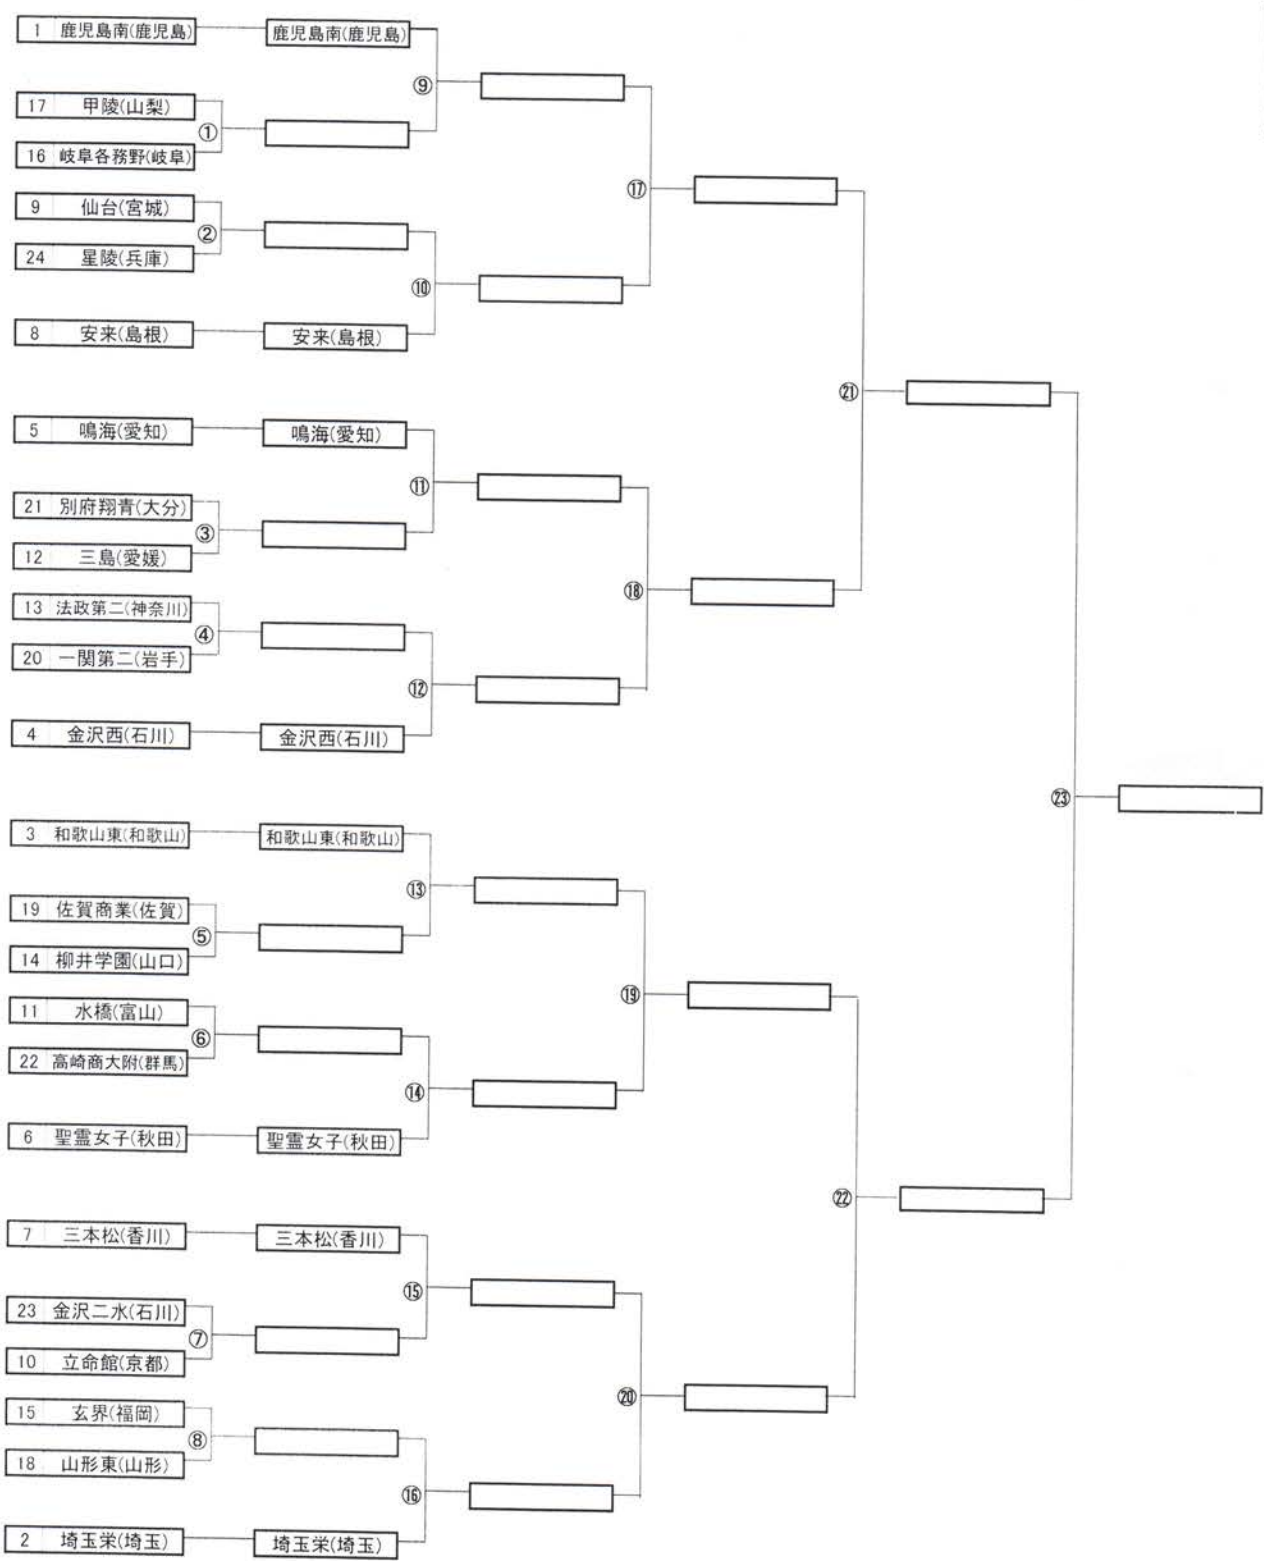 1 鹿児島南(鹿児島) 鹿児島南(鹿児島)
⑨
17 甲陵(山梨)
①
16 岐阜各務野(岐阜)
⑰
9 仙台(宮城)
②
24 星陵(兵庫)
⑩
8 安来(島根) 安来(島根)
㉑
5 鳴海(愛知) 鳴海(愛知)
⑪
21 別府翔青(大分)
③
12 三島(愛媛)
⑱
13 法政第二(神奈川)
④
20 一関第二(岩手)
⑫
4 金沢西(石川) 金沢西(石川)
㉓
3 和歌山東(和歌山) 和歌山東(和歌山)
⑬
19 佐賀商業(佐賀)
⑤
14 柳井学園(山口)
⑲
11 水橋(富山)
⑥
22 高崎商大附(群馬)
⑭
6 聖霊女子(秋田) 聖霊女子(秋田)
㉒
7 三本松(香川) 三本松(香川)
⑮
23 金沢二水(石川)
⑦
10 立命館(京都)
⑳
15 玄界(福岡)
⑧
18 山形東(山形)
⑯
2 埼玉栄(埼玉) 埼玉栄(埼玉)